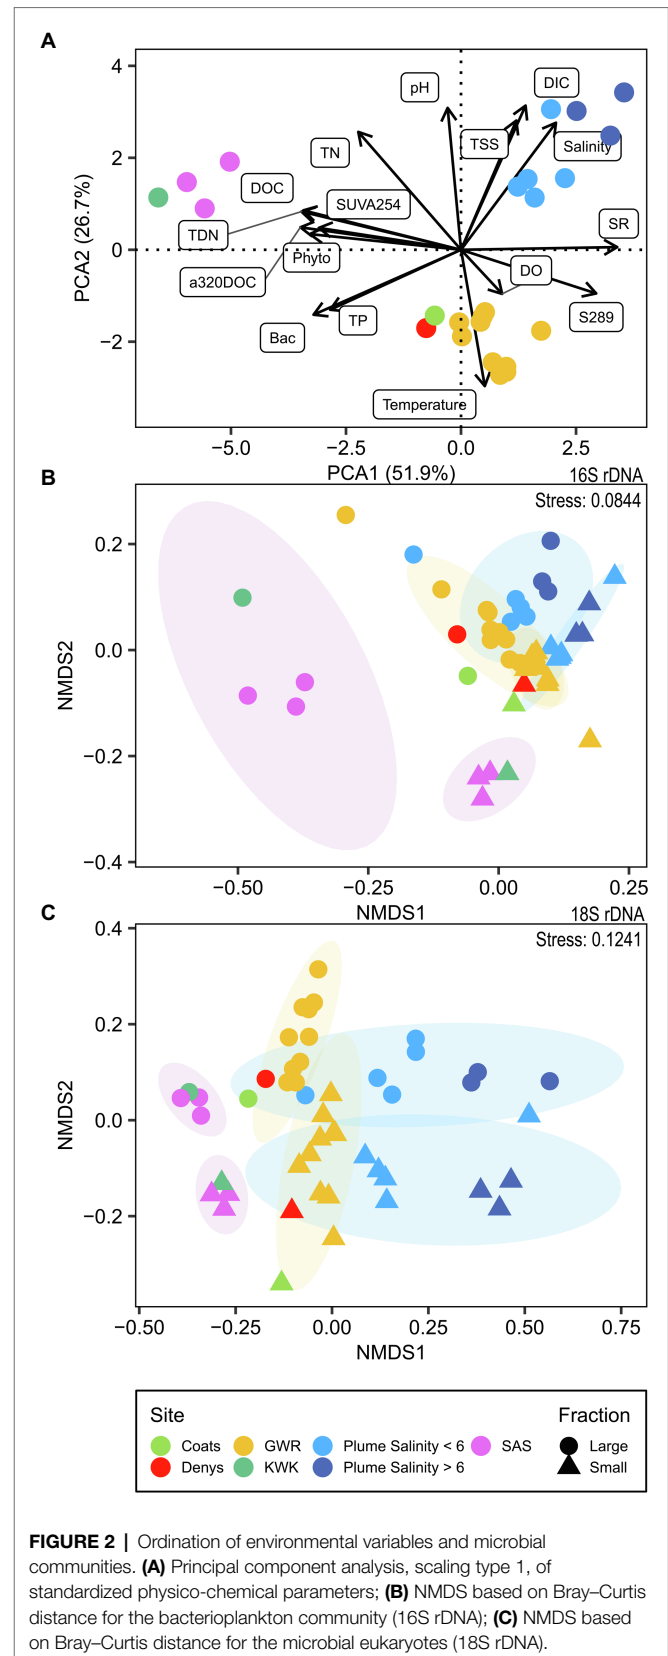 A
4
2
0
−2
PCA2 (26.7%)
pH
DIC
TN
TSS
Salinity
DOC
SUVA254
SR
TDN
Phyto
DO
a320DOC
S289
Bac
TP
Temperature
−5.0
−2.5
0.0
2.5
PCA1 (51.9%)
B
16S rDNA
Stress: 0.0844
0.2
0.0
−0.2
−0.4
NMDS2
−0.50
−0.25
0.00
0.25
NMDS1
C
18S rDNA
Stress: 0.1241
0.4
0.2
0.0
−0.2
NMDS2
−0.50
−0.25
0.00
0.25
0.50
0.75
NMDS1
Site
Fraction
Coats
GWR
Plume Salinity < 6
SAS
Large
Denys
KWK
Plume Salinity > 6
Small
FIGURE 2 | Ordination of environmental variables and microbial
communities. (A) Principal component analysis, scaling type 1, of
standardized physico-chemical parameters; (B) NMDS based on Bray–Curtis
distance for the bacterioplankton community (16S rDNA); (C) NMDS based
on Bray–Curtis distance for the microbial eukaryotes (18S rDNA).